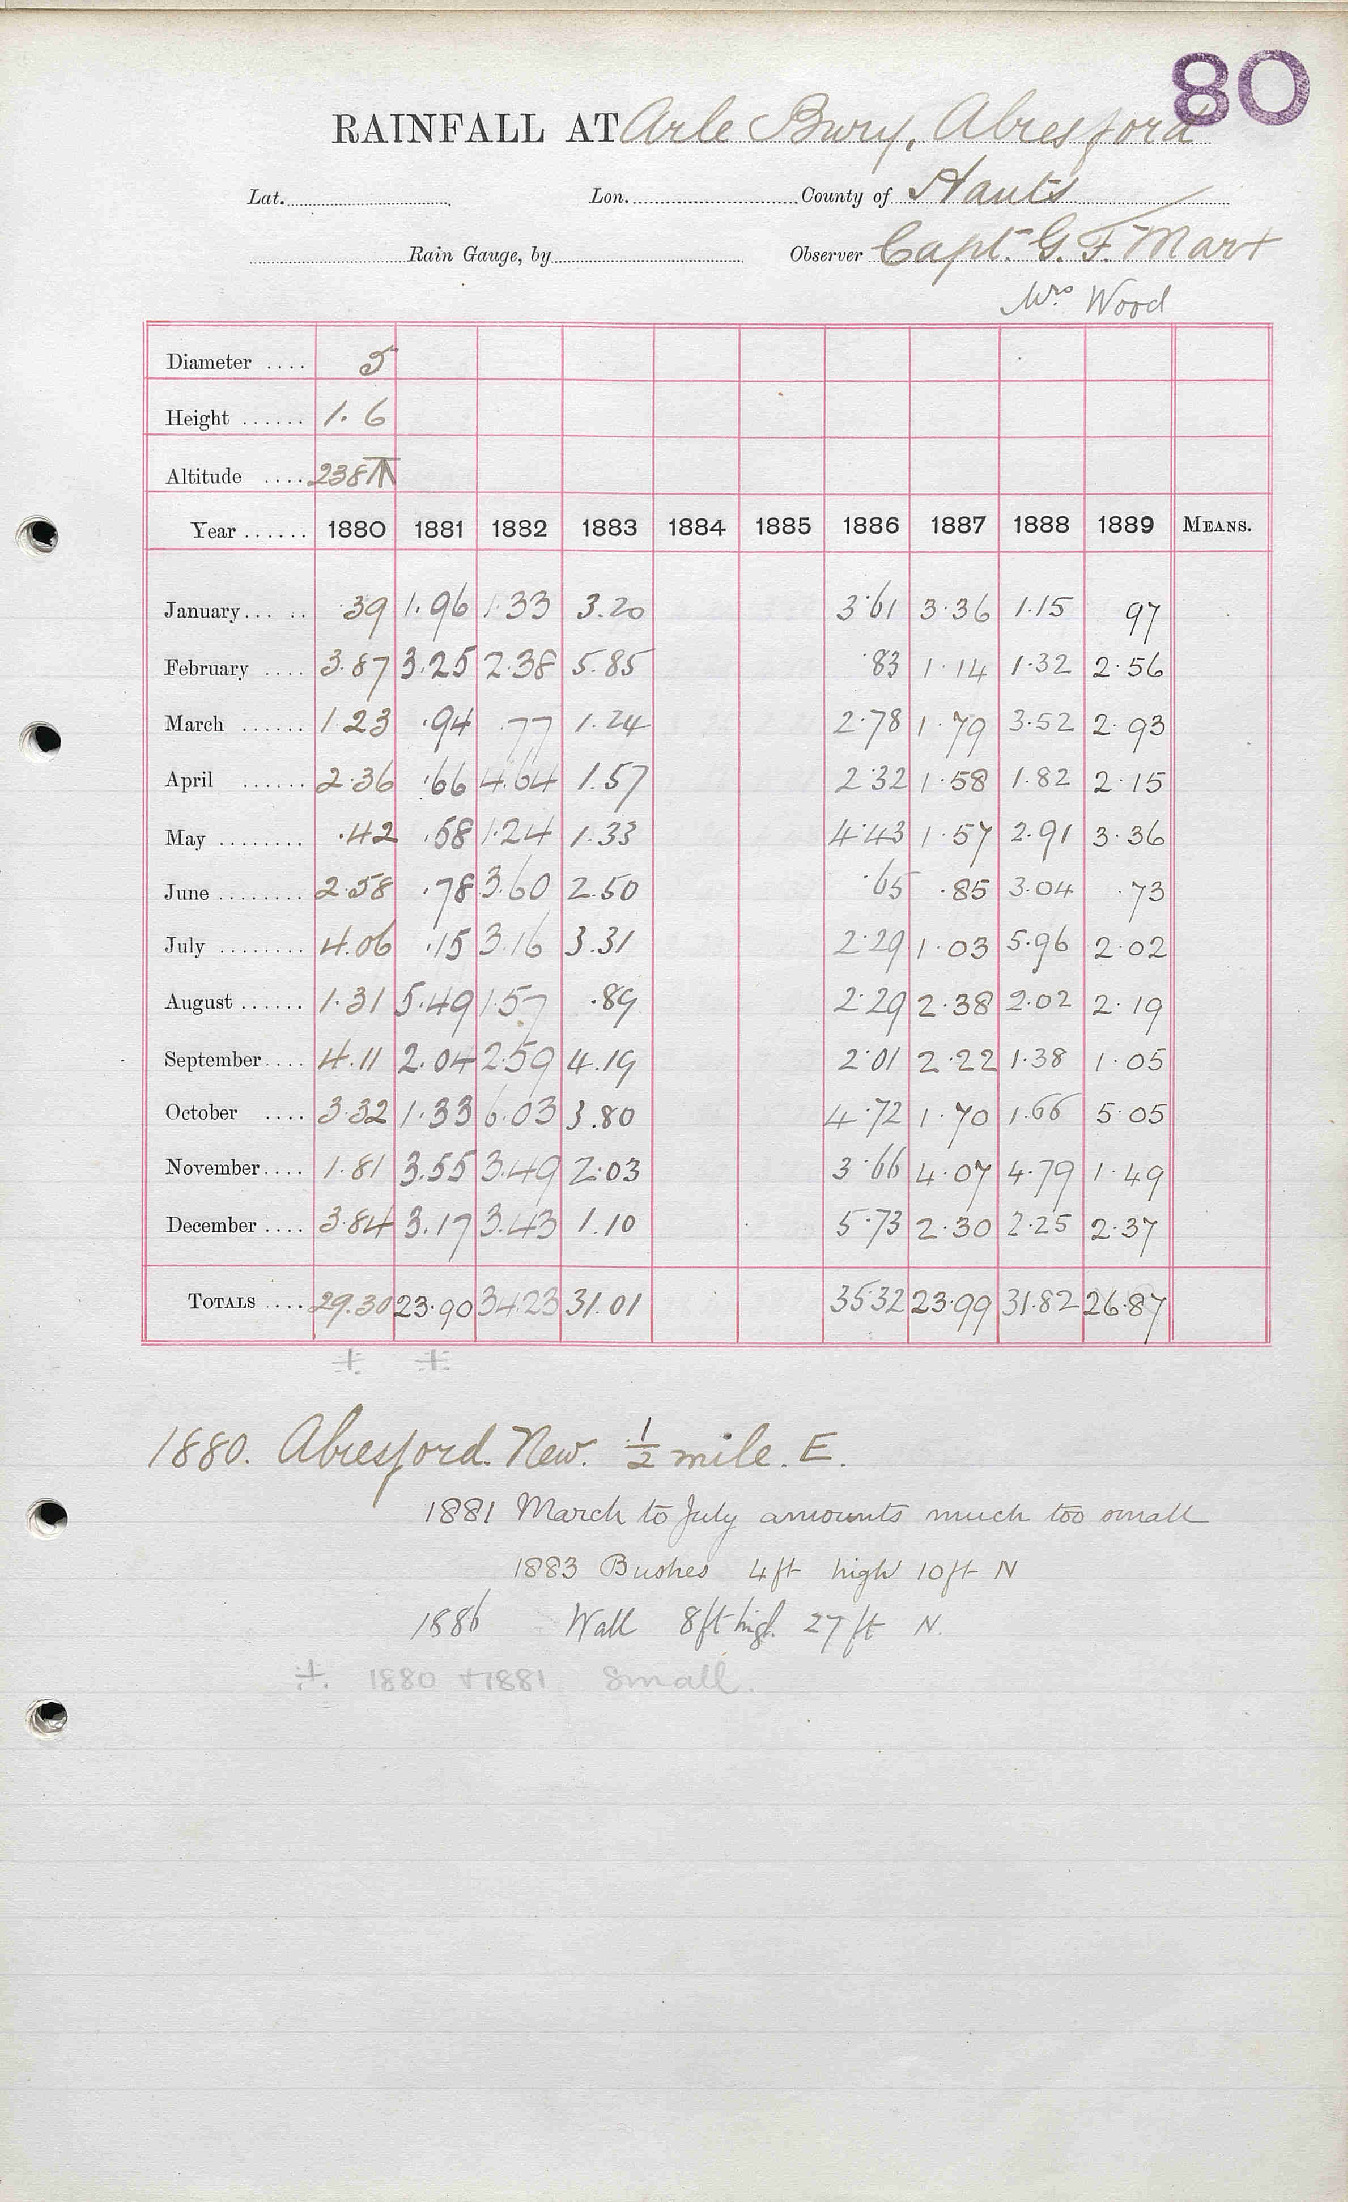 80
RAINFALL AT Arle Bury, Alresford
Lat. Lon. County of Hants
Rain Gauge, by Observer Capt. G. F. Marx
Mrs Wood
Diameter .... 5
Height ...... 1. 6
Altitude .... 238
Year ...... 1880 1881 1882 1883 1884 1885 1886 1887 1888 1889 MEANS.
January ... .. .39 1.96 1.33 3.20 3.61 3.36 1.15 97
February .... 3.87 3.25 2.38 5.85 .83 1.14 1.32 2.56
March ...... 1.23 .94 .77 1.24 2.78 1.79 3.52 2.93
April ...... 2.36 .66 4.64 1.57 2.32 1.58 1.82 2.15
May ........ .42 .58 1.24 1.33 4.43 1.57 2.91 3.36
June ........ 2.58 .78 3.60 2.50 .65 .85 3.04 .73
July ........ 4.06 .15 3.16 3.31 2.29 1.03 5.96 2.02
August ...... 1.31 5.49 1.57 .89 2.29 2.38 2.02 2.19
September .... 4.11 2.04 2.59 4.19 2.01 2.22 1.38 1.05
October .... 3.32 1.33 6.03 3.80 4.72 1.70 1.66 5.05
November .... 1.81 3.55 3.49 2.03 3.66 4.07 4.79 1.49
December .... 3.84 3.17 3.43 1.10 5.73 2.30 2.25 2.37
TOTALS .... 29.30 23.90 34.23 31.01 35.32 23.99 31.82 26.87
1880. Alresford. New. ½ mile. E.
1881 March to July amounts much too small
1883 Bushes 4ft high 10ft N
1886 Wall 8ft high 27 ft N.
1880 + 1881 small.